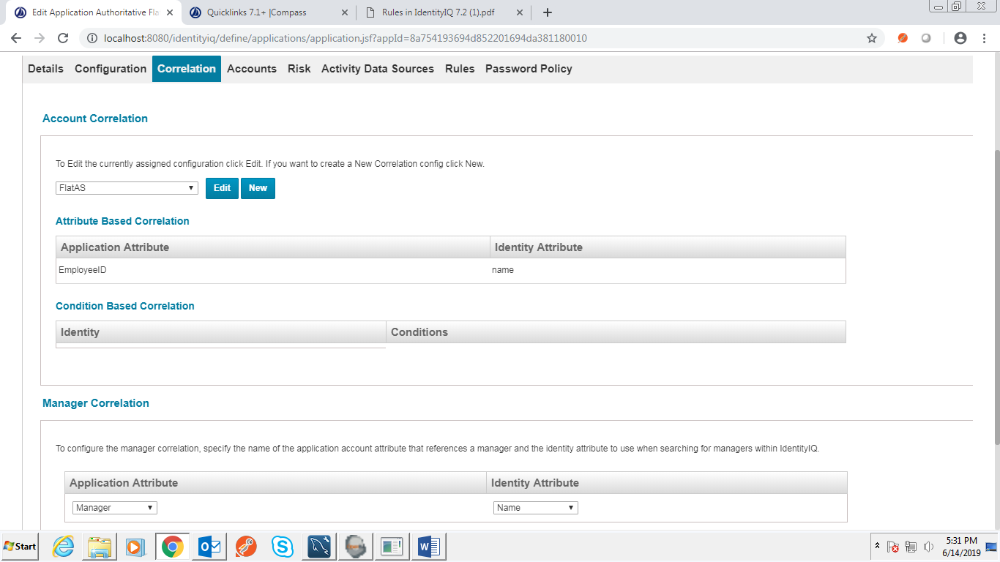 Edit Application Authoritative Fla
Quicklinks 7.1+ |Compass
Rules in IdentityIQ 7.2 (1).pdf
localhost:8080/identityiq/define/applications/application.jsf?appId=8a754193694d852201694da381180010
Details Configuration Correlation Accounts Risk Activity Data Sources Rules Password Policy
Account Correlation
To Edit the currently assigned configuration click Edit. If you want to create a New Correlation config click New.
FlatAS Edit New
Attribute Based Correlation
Application Attribute Identity Attribute
EmployeeID name
Condition Based Correlation
Identity Conditions
Manager Correlation
To configure the manager correlation, specify the name of the application account attribute that references a manager and the identity attribute to use when searching for managers within IdentityIQ.
Application Attribute Identity Attribute
Manager Name
Start
5:31 PM
6/14/2019